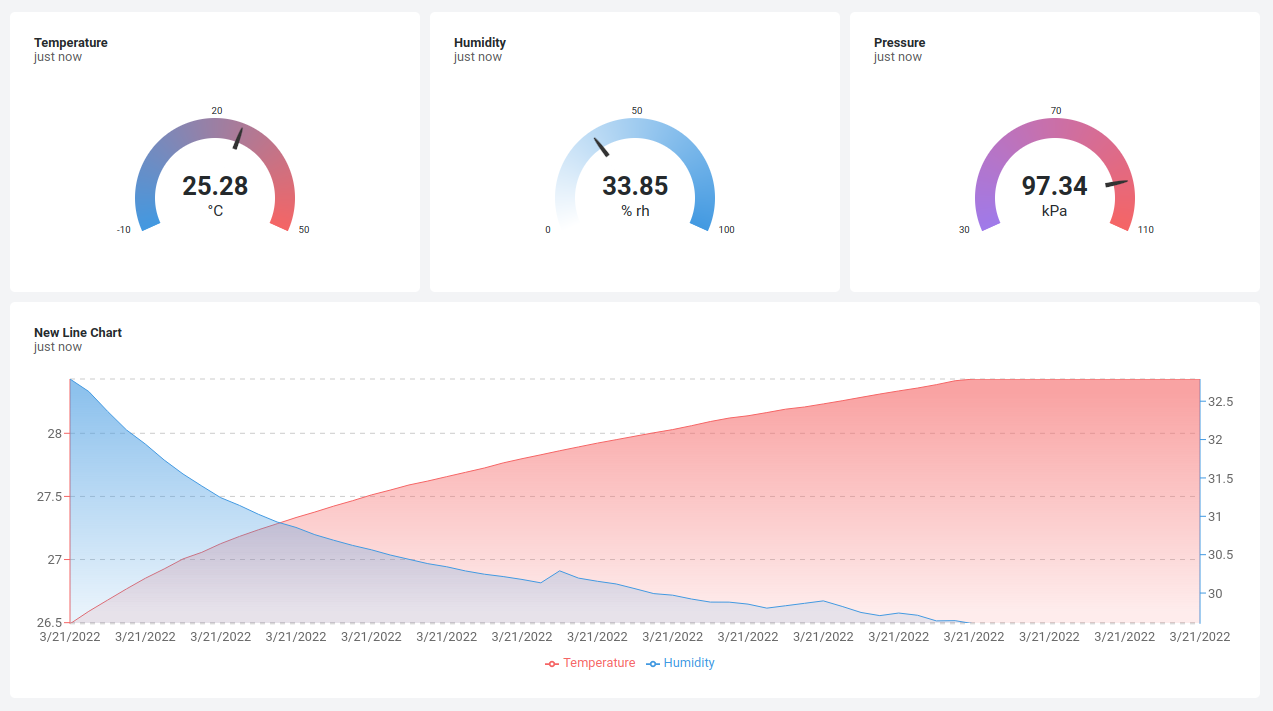 Temperature
just now
20
25.28
°C
-10
50
Humidity
just now
50
33.85
% rh
0
100
Pressure
just now
70
97.34
kPa
30
110
New Line Chart
just now
28
27.5
27
26.5
32.5
32
31.5
31
30.5
30
3/21/2022 3/21/2022 3/21/2022 3/21/2022 3/21/2022 3/21/2022 3/21/2022 3/21/2022 3/21/2022 3/21/2022 3/21/2022 3/21/2022 3/21/2022 3/21/2022 3/21/2022 3/21/2022
Temperature Humidity